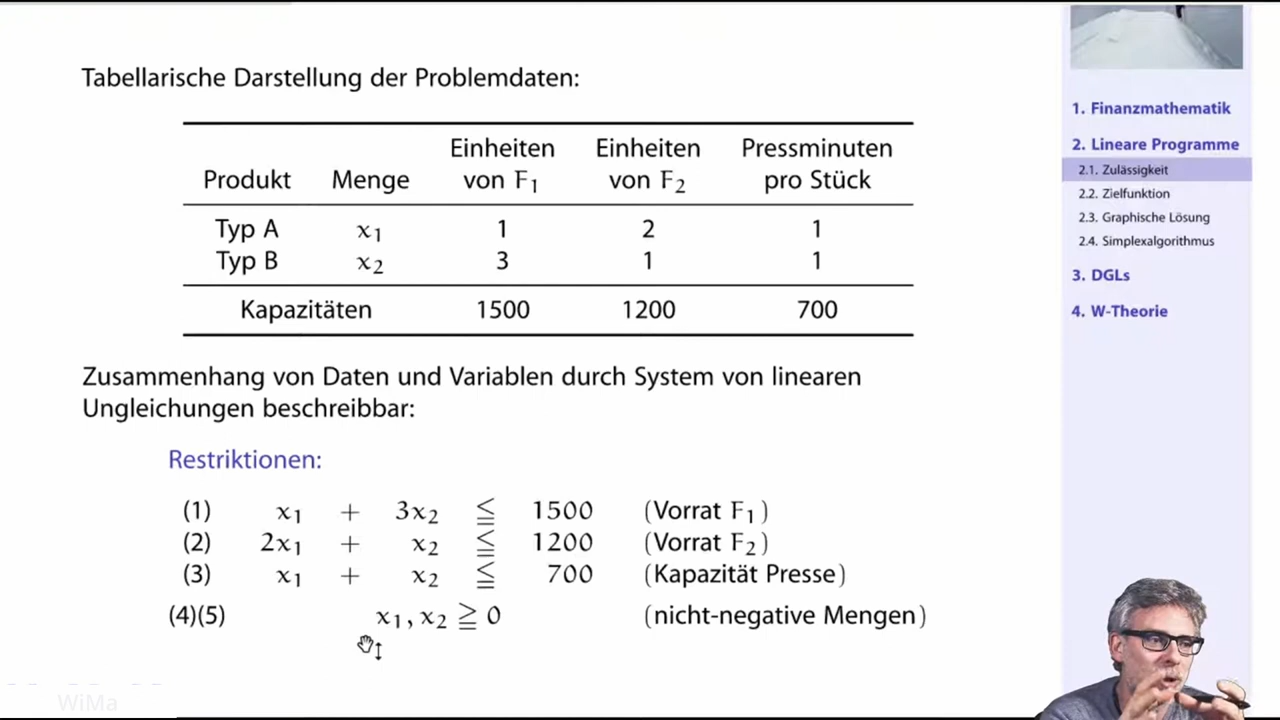 Tabellarische Darstellung der Problemdaten:
Einheiten Einheiten Pressminuten
Produkt Menge von F₁ von F₂ pro Stück
Typ A x₁ 1 2 1
Typ B x₂ 3 1 1
Kapazitäten 1500 1200 700
Zusammenhang von Daten und Variablen durch System von linearen
Ungleichungen beschreibbar:
Restriktionen:
(1) x₁ + 3x₂ ≦ 1500 (Vorrat F₁)
(2) 2x₁ + x₂ ≦ 1200 (Vorrat F₂)
(3) x₁ + x₂ ≦ 700 (Kapazität Presse)
(4)(5) x₁, x₂ ≧ 0 (nicht-negative Mengen)
WiMa
1. Finanzmathematik
2. Lineare Programme
2.1. Zulässigkeit
2.2. Zielfunktion
2.3. Graphische Lösung
2.4. Simplexalgorithmus
3. DGLs
4. W-Theorie